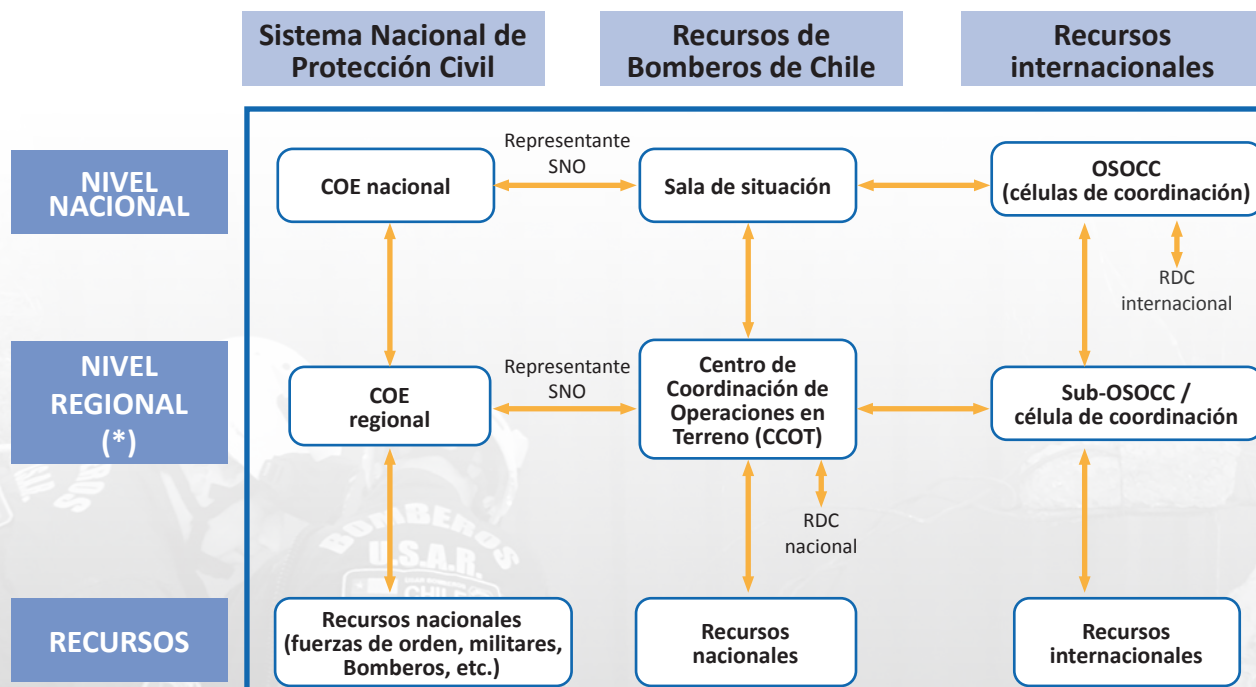 Sistema Nacional de
Protección Civil
Recursos de
Bomberos de Chile
Recursos
internacionales
NIVEL
NACIONAL
COE nacional
Representante
SNO
Sala de situación
OSOCC
(células de coordinación)
RDC
internacional
NIVEL
REGIONAL
(*)
COE
regional
Representante
SNO
Centro de
Coordinación de
Operaciones en
Terreno (CCOT)
Sub-OSOCC /
célula de coordinación
RDC
nacional
BOMBEROS
U.S.A.R.
CHILE
RECURSOS
Recursos nacionales
(fuerzas de orden, militares,
Bomberos, etc.)
Recursos
nacionales
Recursos
internacionales